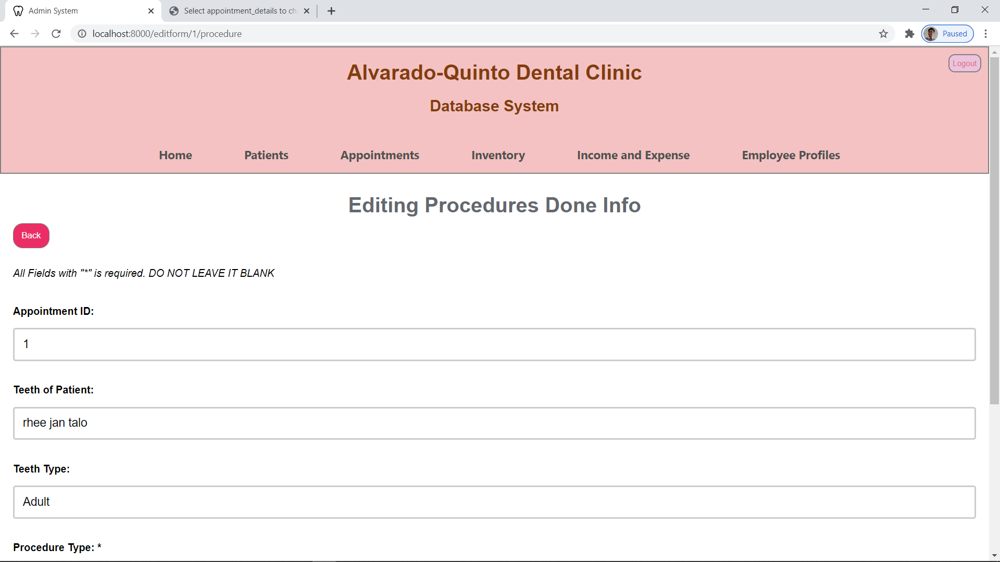 Admin System
Select appointment_details to ch
localhost:8000/editform/1/procedure
Paused
Logout
Alvarado-Quinto Dental Clinic
Database System
Home Patients Appointments Inventory Income and Expense Employee Profiles
Editing Procedures Done Info
Back
All Fields with "*" is required. DO NOT LEAVE IT BLANK
Appointment ID:
1
Teeth of Patient:
rhee jan talo
Teeth Type:
Adult
Procedure Type: *